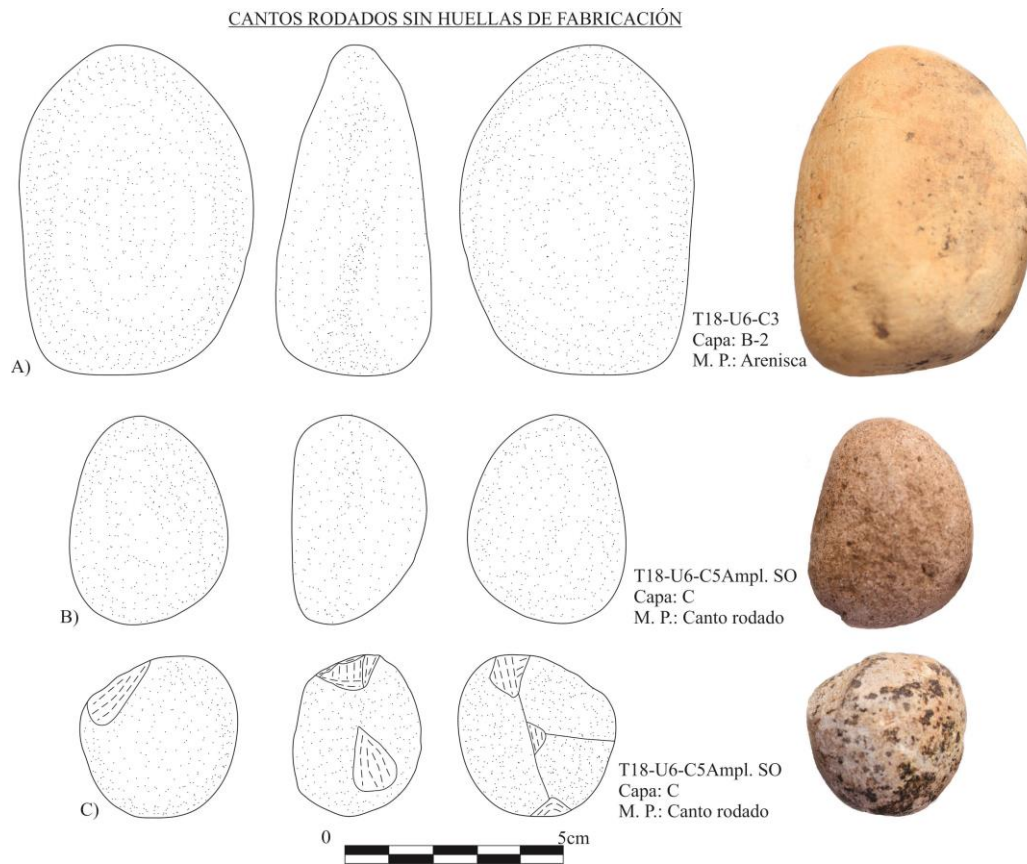 CANTOS RODADOS SIN HUELLAS DE FABRICACIÓN
T18-U6-C3
Capa: B-2
M. P.: Arenisca
A)
T18-U6-C5Ampl. SO
Capa: C
M. P.: Canto rodado
B)
T18-U6-C5Ampl. SO
Capa: C
M. P.: Canto rodado
C)
0 5cm